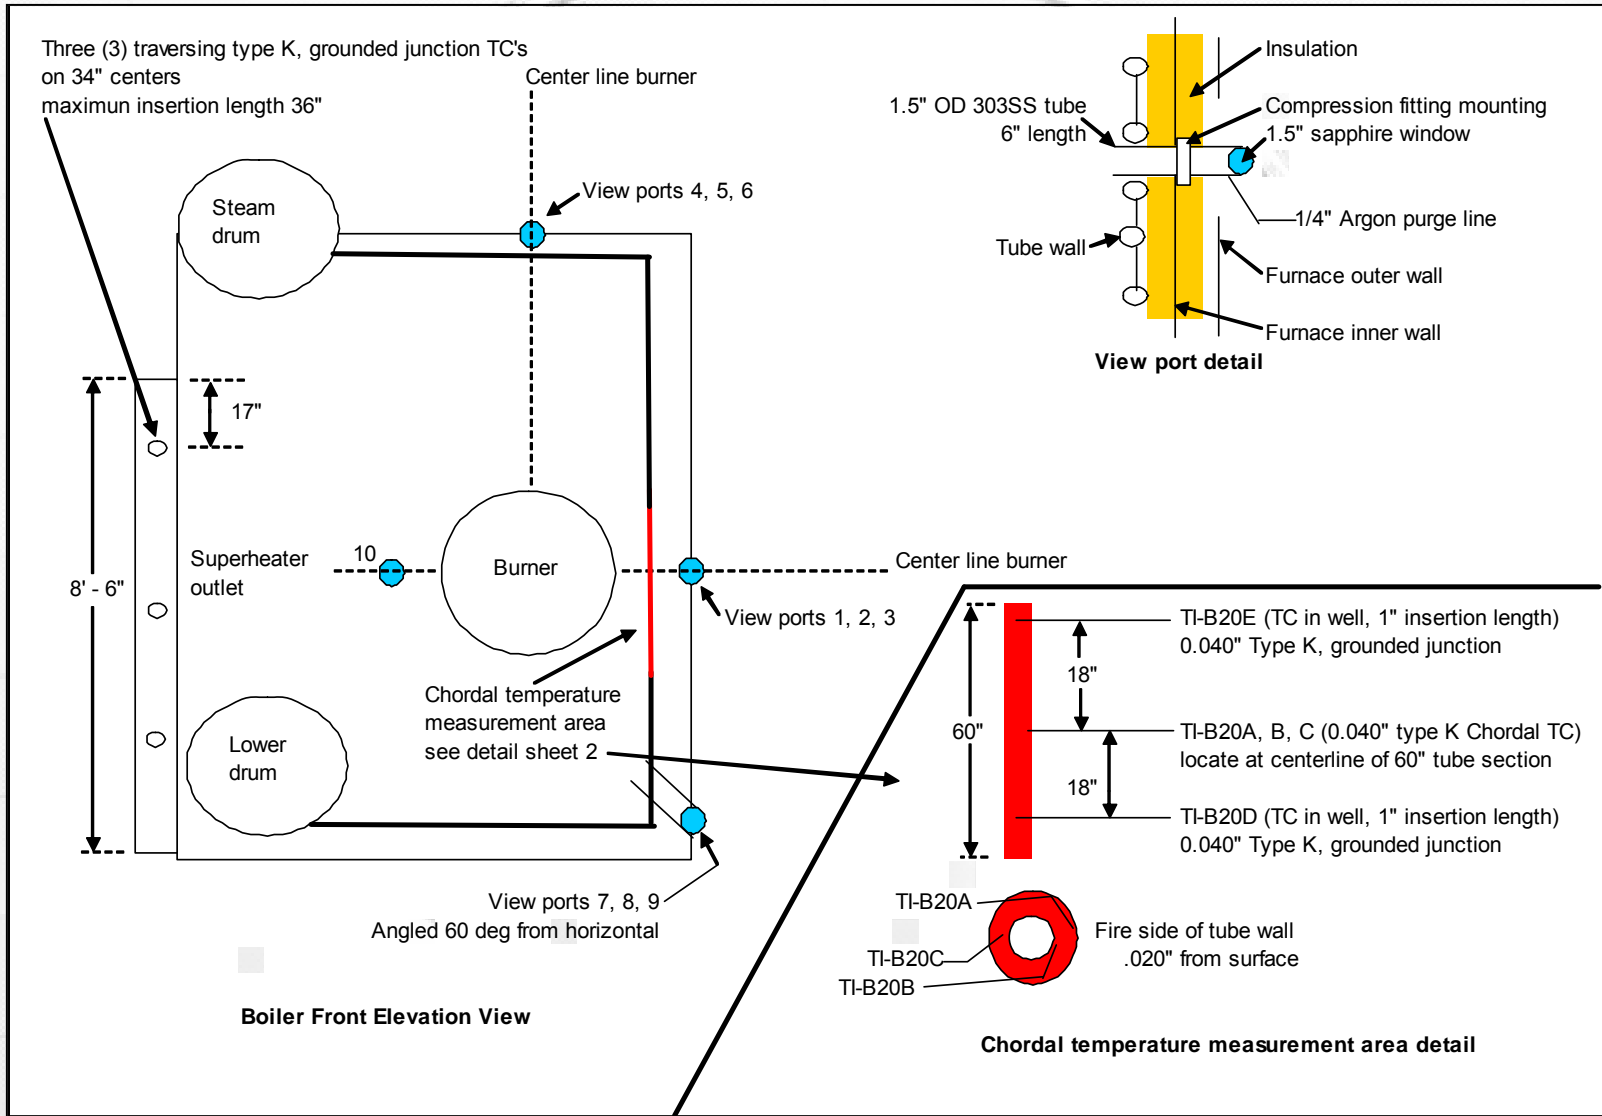 Three (3) traversing type K, grounded junction TC's
on 34" centers
maximun insertion length 36"
Center line burner
Steam
drum
View ports 4, 5, 6
17"
8' - 6"
Superheater
outlet
10
Burner
Center line burner
View ports 1, 2, 3
Chordal temperature
measurement area
see detail sheet 2
Lower
drum
View ports 7, 8, 9
Angled 60 deg from horizontal
Boiler Front Elevation View
Insulation
1.5" OD 303SS tube
6" length
Compression fitting mounting
1.5" sapphire window
1/4" Argon purge line
Tube wall
Furnace outer wall
Furnace inner wall
View port detail
TI-B20E (TC in well, 1" insertion length)
0.040" Type K, grounded junction
18"
60"
TI-B20A, B, C (0.040" type K Chordal TC)
locate at centerline of 60" tube section
18"
TI-B20D (TC in well, 1" insertion length)
0.040" Type K, grounded junction
TI-B20A
Fire side of tube wall
.020" from surface
TI-B20C
TI-B20B
Chordal temperature measurement area detail